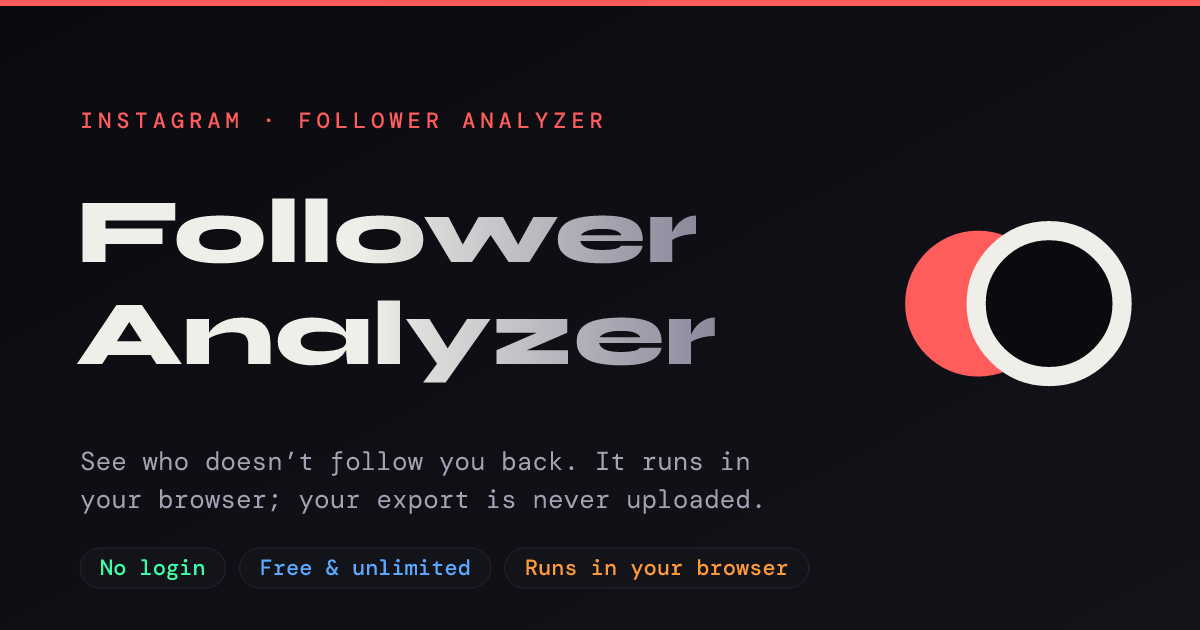 INSTAGRAM · FOLLOWER ANALYZER
Follower
Analyzer
See who doesn’t follow you back. It runs in
your browser; your export is never uploaded.
No login
Free & unlimited
Runs in your browser